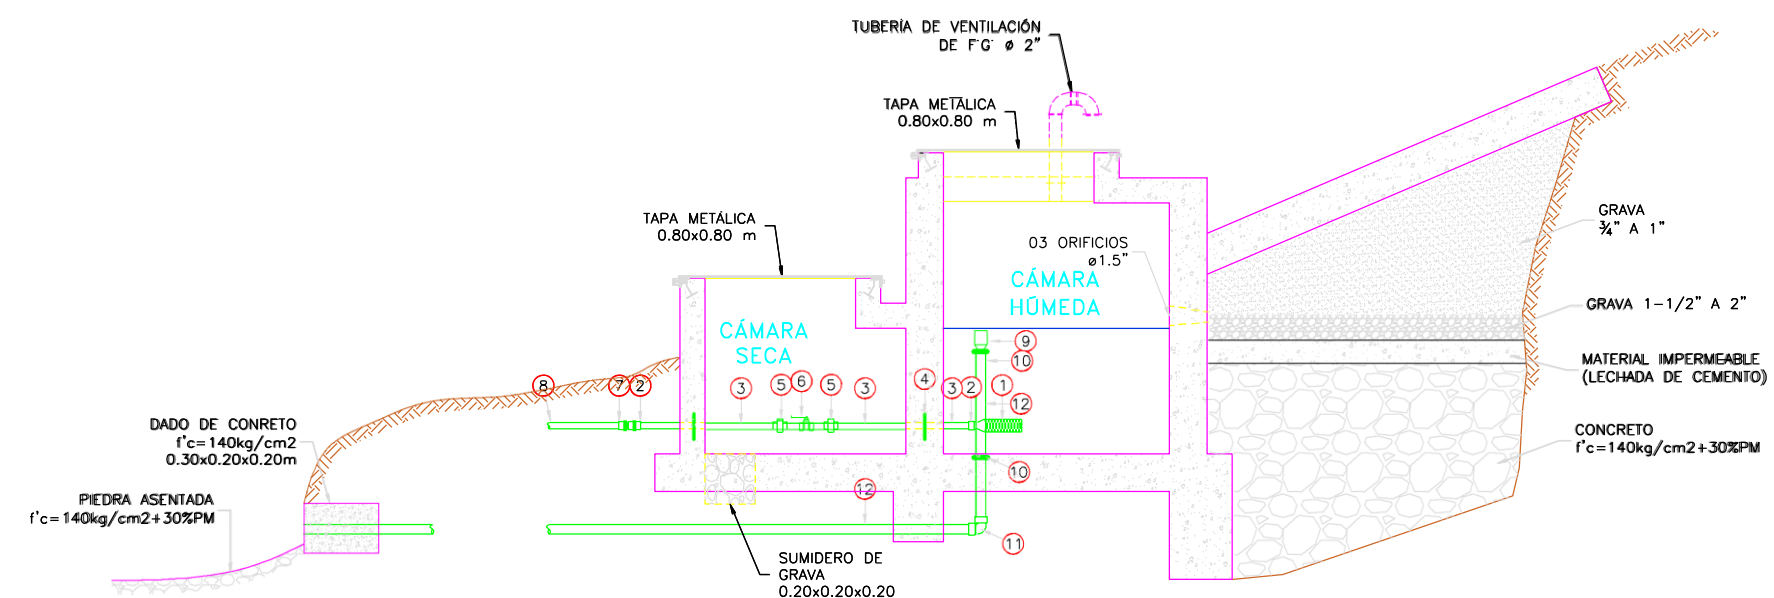 TUBERÍA DE VENTILACIÓN
DE F°G° ø 2"
TAPA METÁLICA
0.80x0.80 m
TAPA METÁLICA
0.80x0.80 m
GRAVA
¾" A 1"
03 ORIFICIOS
ø1.5"
CÁMARA
HÚMEDA
GRAVA 1-1/2" A 2"
CÁMARA
SECA
MATERIAL IMPERMEABLE
(LECHADA DE CEMENTO)
9
10
8
7
2
3
5
6
5
3
4
3
2
1
12
DADO DE CONRETO
f'c=140kg/cm2
0.30x0.20x0.20m
CONCRETO
f'c=140kg/cm2+30%PM
10
12
PIEDRA ASENTADA
f'c=140kg/cm2+30%PM
11
SUMIDERO DE
GRAVA
0.20x0.20x0.20